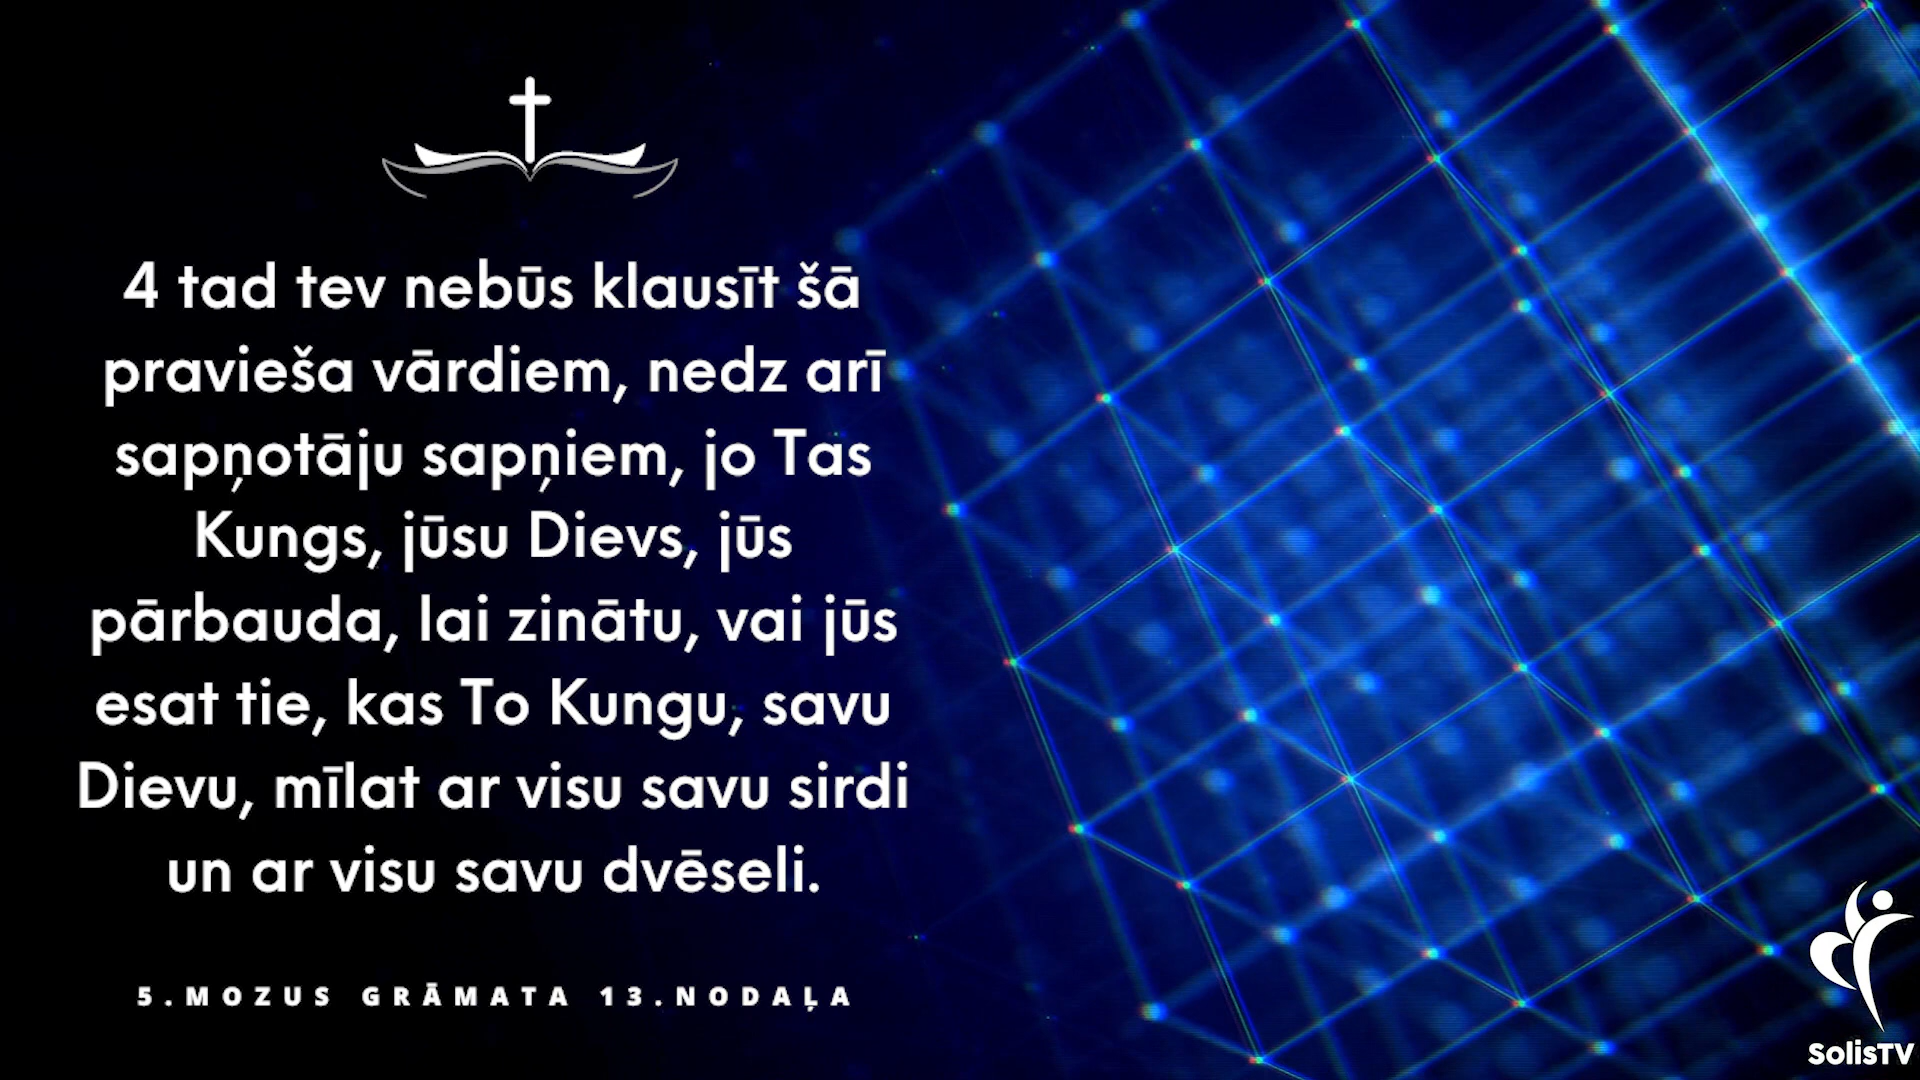 4 tad tev nebūs klausīt šā
pravieša vārdiem, nedz arī
sapņotāju sapņiem, jo Tas
Kungs, jūsu Dievs, jūs
pārbauda, lai zinātu, vai jūs
esat tie, kas To Kungu, savu
Dievu, mīlat ar visu savu sirdi
un ar visu savu dvēseli.
5.MOZUS GRĀMATA 13.NODAĻA
SolisTV